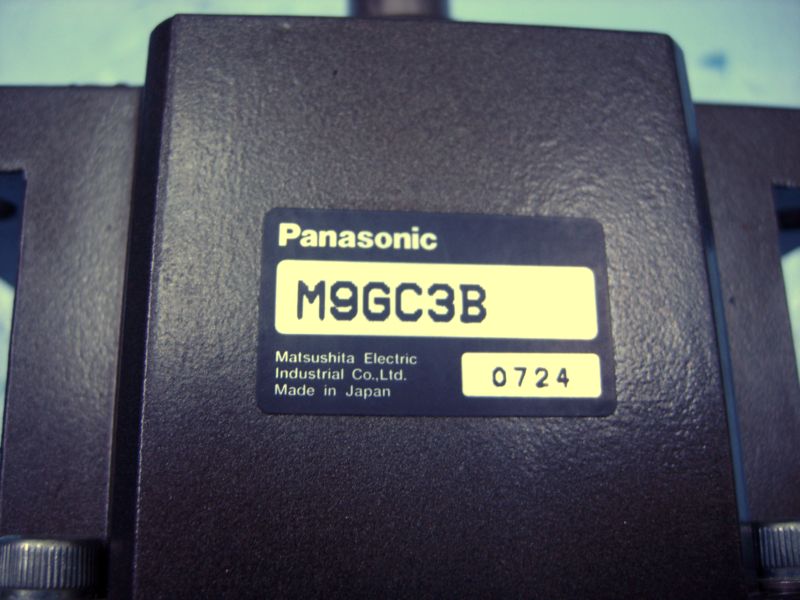 Panasonic
M9GC3B
Matsushita Electric
Industrial Co.,Ltd.
Made in Japan
0724